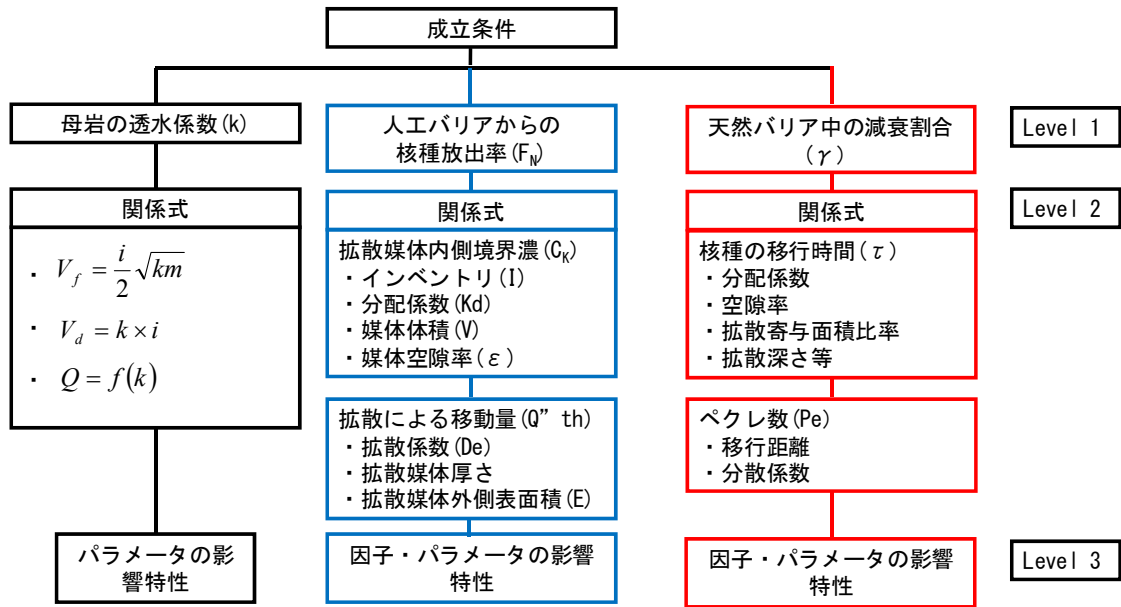 成立条件
母岩の透水係数(k)
人工バリアからの
核種放出率(F_N)
天然バリア中の減衰割合
(γ)
Level 1
関係式
関係式
関係式
Level 2
・ V_f = i/2 √km
・ V_d = k × i
・ Q = f(k)
拡散媒体内側境界濃(C_K)
・インベントリ(I)
・分配係数(Kd)
・媒体体積(V)
・媒体空隙率(ε)
核種の移行時間(τ)
・分配係数
・空隙率
・拡散寄与面積比率
・拡散深さ等
拡散による移動量(Q”th)
・拡散係数(De)
・拡散媒体厚さ
・拡散媒体外側表面積(E)
ペクレ数(Pe)
・移行距離
・分散係数
パラメータの影
響特性
因子・パラメータの影響
特性
因子・パラメータの影響
特性
Level 3